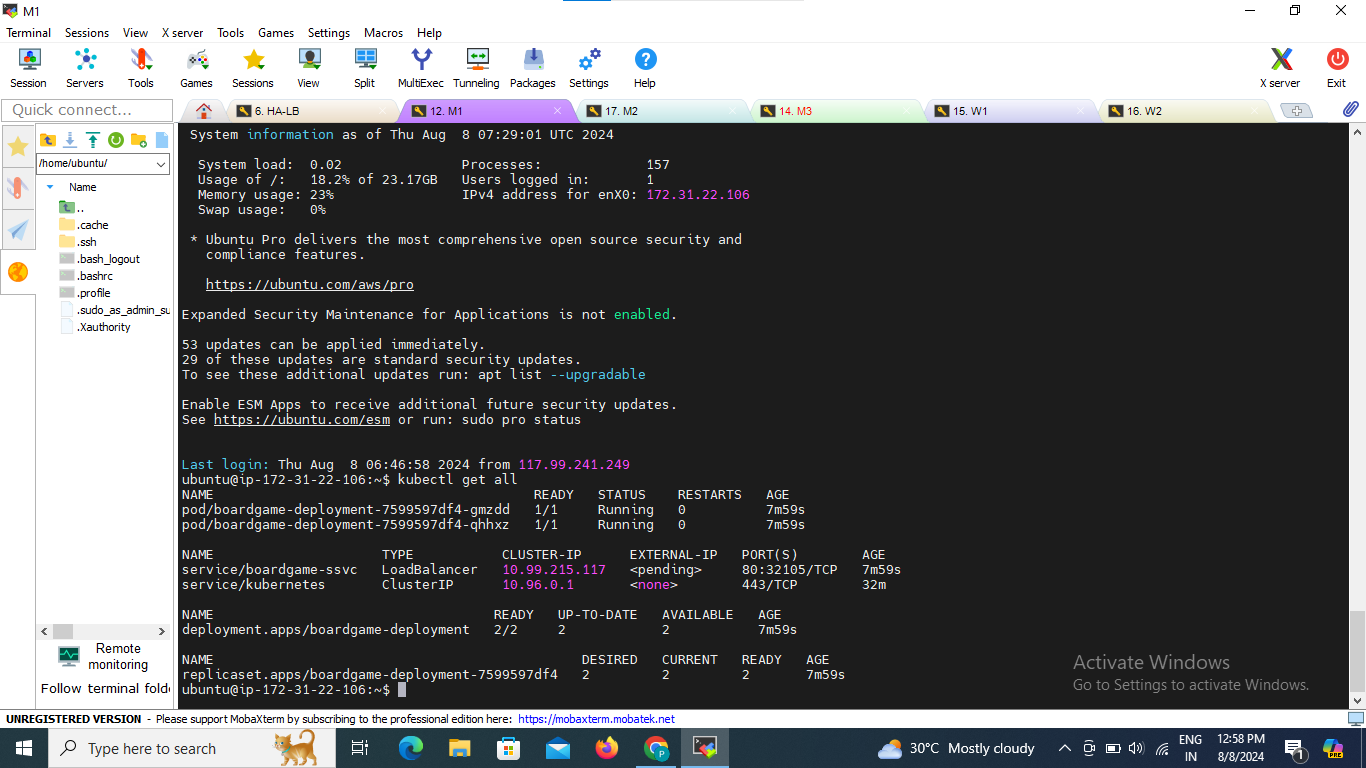 M1
Terminal Sessions View X server Tools Games Settings Macros Help
Session Servers Tools Games Sessions View Split MultiExec Tunneling Packages Settings Help X server Exit
Quick connect...
6. HA-LB
12. M1
17. M2
14. M3
15. W1
16. W2
/home/ubuntu/
Name
..
.cache
.ssh
.bash_logout
.bashrc
.profile
.sudo_as_admin_su
.Xauthority
Remote
monitoring
Follow terminal folde
System information as of Thu Aug  8 07:29:01 UTC 2024
System load:  0.02               Processes:             157
Usage of /:   18.2% of 23.17GB   Users logged in:       1
Memory usage: 23%                IPv4 address for enX0: 172.31.22.106
Swap usage:   0%
* Ubuntu Pro delivers the most comprehensive open source security and
compliance features.
https://ubuntu.com/aws/pro
Expanded Security Maintenance for Applications is not enabled.
53 updates can be applied immediately.
29 of these updates are standard security updates.
To see these additional updates run: apt list --upgradable
Enable ESM Apps to receive additional future security updates.
See https://ubuntu.com/esm or run: sudo pro status
Last login: Thu Aug  8 06:46:58 2024 from 117.99.241.249
ubuntu@ip-172-31-22-106:~$ kubectl get all
NAME                                        READY   STATUS    RESTARTS   AGE
pod/boardgame-deployment-7599597df4-gmzdd   1/1     Running   0          7m59s
pod/boardgame-deployment-7599597df4-qhhxz   1/1     Running   0          7m59s
NAME                     TYPE           CLUSTER-IP      EXTERNAL-IP   PORT(S)        AGE
service/boardgame-ssvc   LoadBalancer   10.99.215.117   <pending>     80:32105/TCP   7m59s
service/kubernetes       ClusterIP      10.96.0.1       <none>        443/TCP        32m
NAME                                   READY   UP-TO-DATE   AVAILABLE   AGE
deployment.apps/boardgame-deployment   2/2     2            2           7m59s
NAME                                              DESIRED   CURRENT   READY   AGE
replicaset.apps/boardgame-deployment-7599597df4   2         2         2       7m59s
ubuntu@ip-172-31-22-106:~$
Activate Windows
Go to Settings to activate Windows.
UNREGISTERED VERSION - Please support MobaXterm by subscribing to the professional edition here: https://mobaxterm.mobatek.net
Type here to search
30°C Mostly cloudy
ENG
IN
12:58 PM
8/8/2024
1
PRE